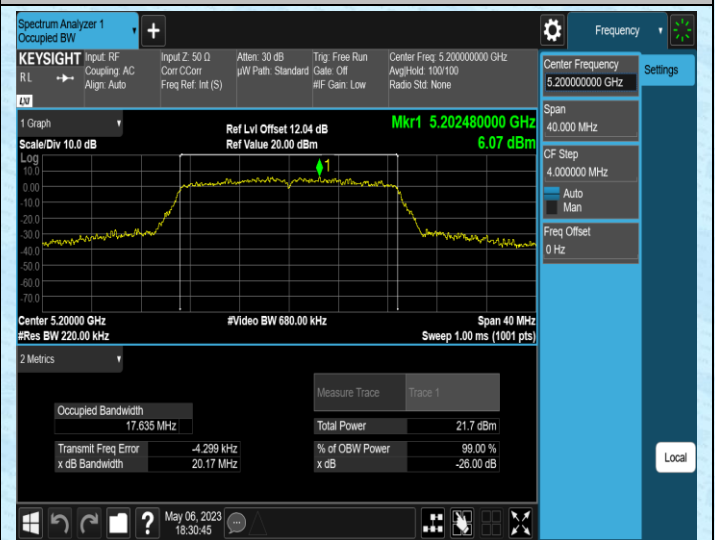 Spectrum Analyzer 1
Occupied BW
Frequency
KEYSIGHT
RL
LXI
Input: RF
Coupling: AC
Align: Auto
Input Z: 50 Ω
Corr CCorr
Freq Ref: Int (S)
Atten: 30 dB
µW Path: Standard
Trig: Free Run
Gate: Off
#IF Gain: Low
Center Freq: 5.200000000 GHz
Avg|Hold: 100/100
Radio Std: None
Center Frequency
5.200000000 GHz
Settings
Span
40.000 MHz
CF Step
4.000000 MHz
Auto
Man
Freq Offset
0 Hz
1 Graph
Scale/Div 10.0 dB
Ref Lvl Offset 12.04 dB
Ref Value 20.00 dBm
Mkr1 5.202480000 GHz
6.07 dBm
Log
10.0
0.00
-10.0
-20.0
-30.0
-40.0
-50.0
-60.0
-70.0
1
Center 5.20000 GHz
#Res BW 220.00 kHz
#Video BW 680.00 kHz
Span 40 MHz
Sweep 1.00 ms (1001 pts)
2 Metrics
Measure Trace
Trace 1
Occupied Bandwidth
17.635 MHz
Total Power
21.7 dBm
Transmit Freq Error
-4.299 kHz
% of OBW Power
99.00 %
x dB Bandwidth
20.17 MHz
x dB
-26.00 dB
Local
?
May 06, 2023
18:30:45